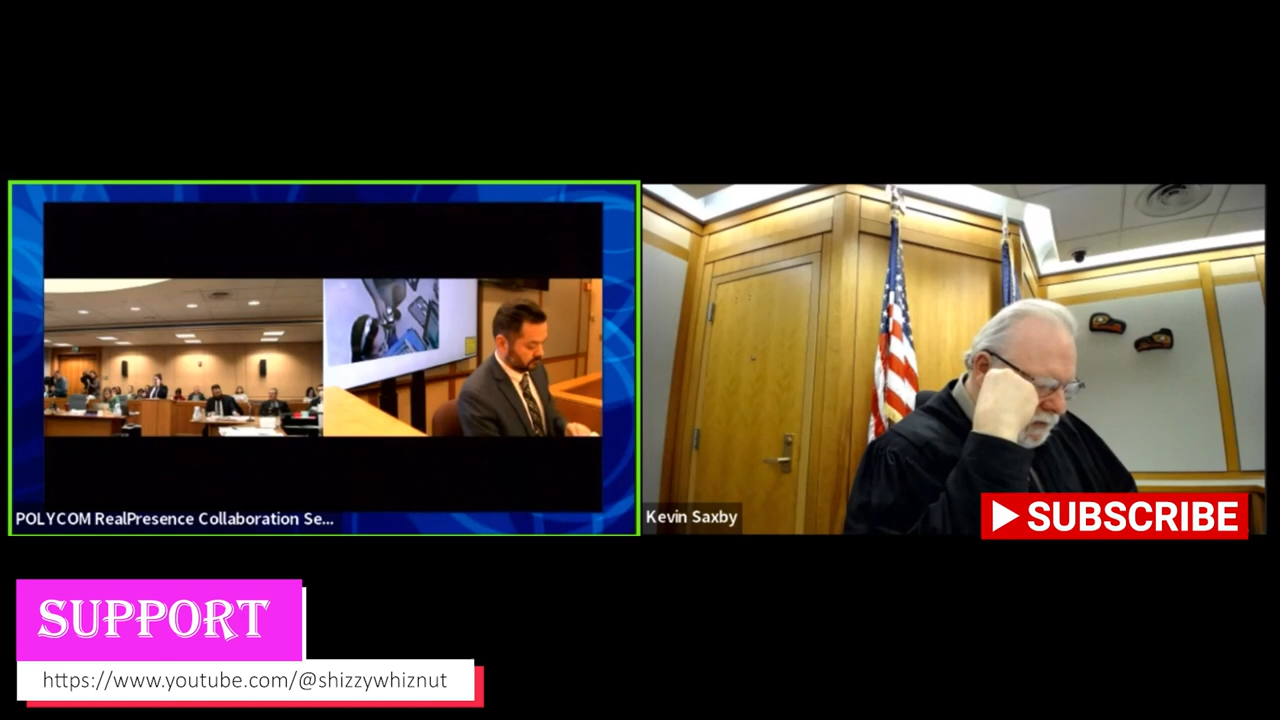 POLYCOM RealPresence Collaboration Se...
Kevin Saxby
SUBSCRIBE
SUPPORT
https://www.youtube.com/@shizzywhiznut